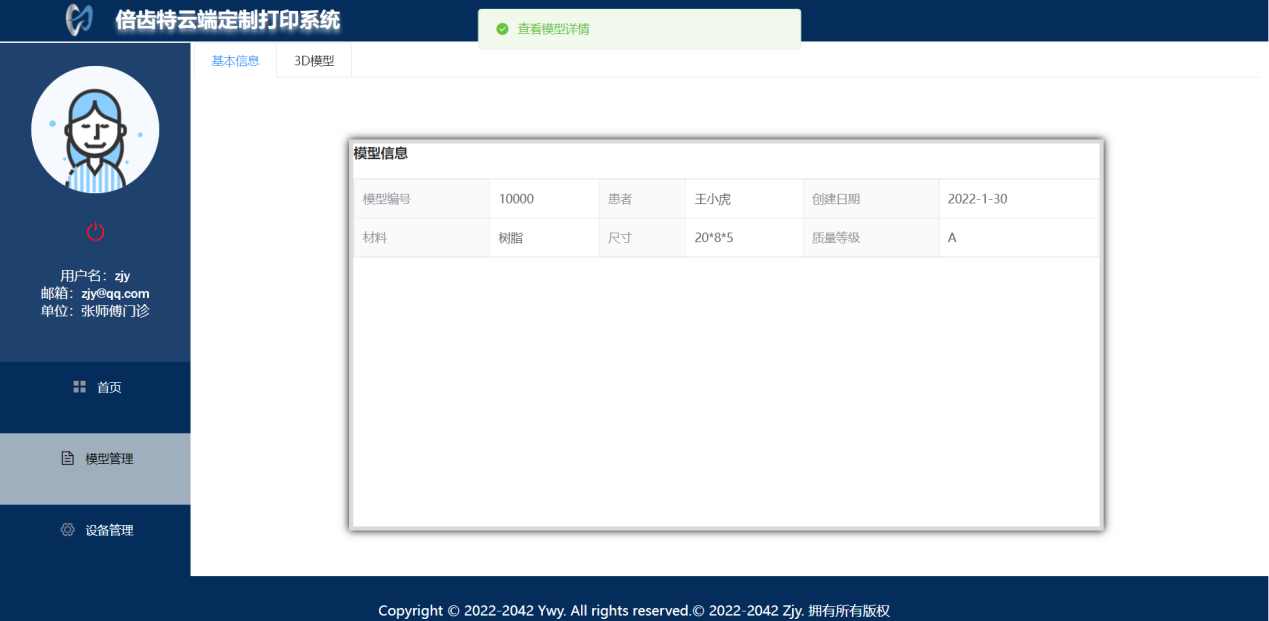 倍齿特云端定制打印系统
查看模型详情
基本信息 3D模型
模型信息
模型编号 10000 患者 王小虎 创建日期 2022-1-30
材料 树脂 尺寸 20*8*5 质量等级 A
用户名：zjy
邮箱：zjy@qq.com
单位：张师傅门诊
首页
模型管理
设备管理
Copyright © 2022-2042 Ywy. All rights reserved.© 2022-2042 Zjy. 拥有所有版权